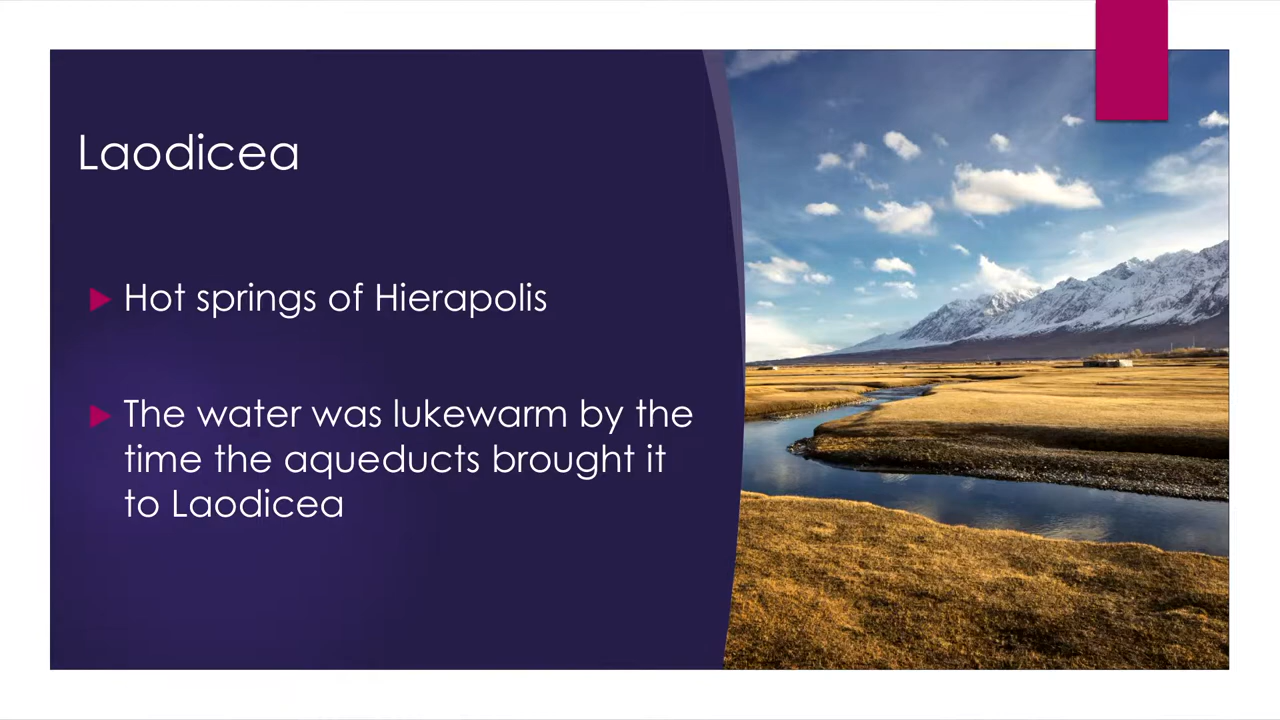 Laodicea
Hot springs of Hierapolis
The water was lukewarm by the
time the aqueducts brought it
to Laodicea